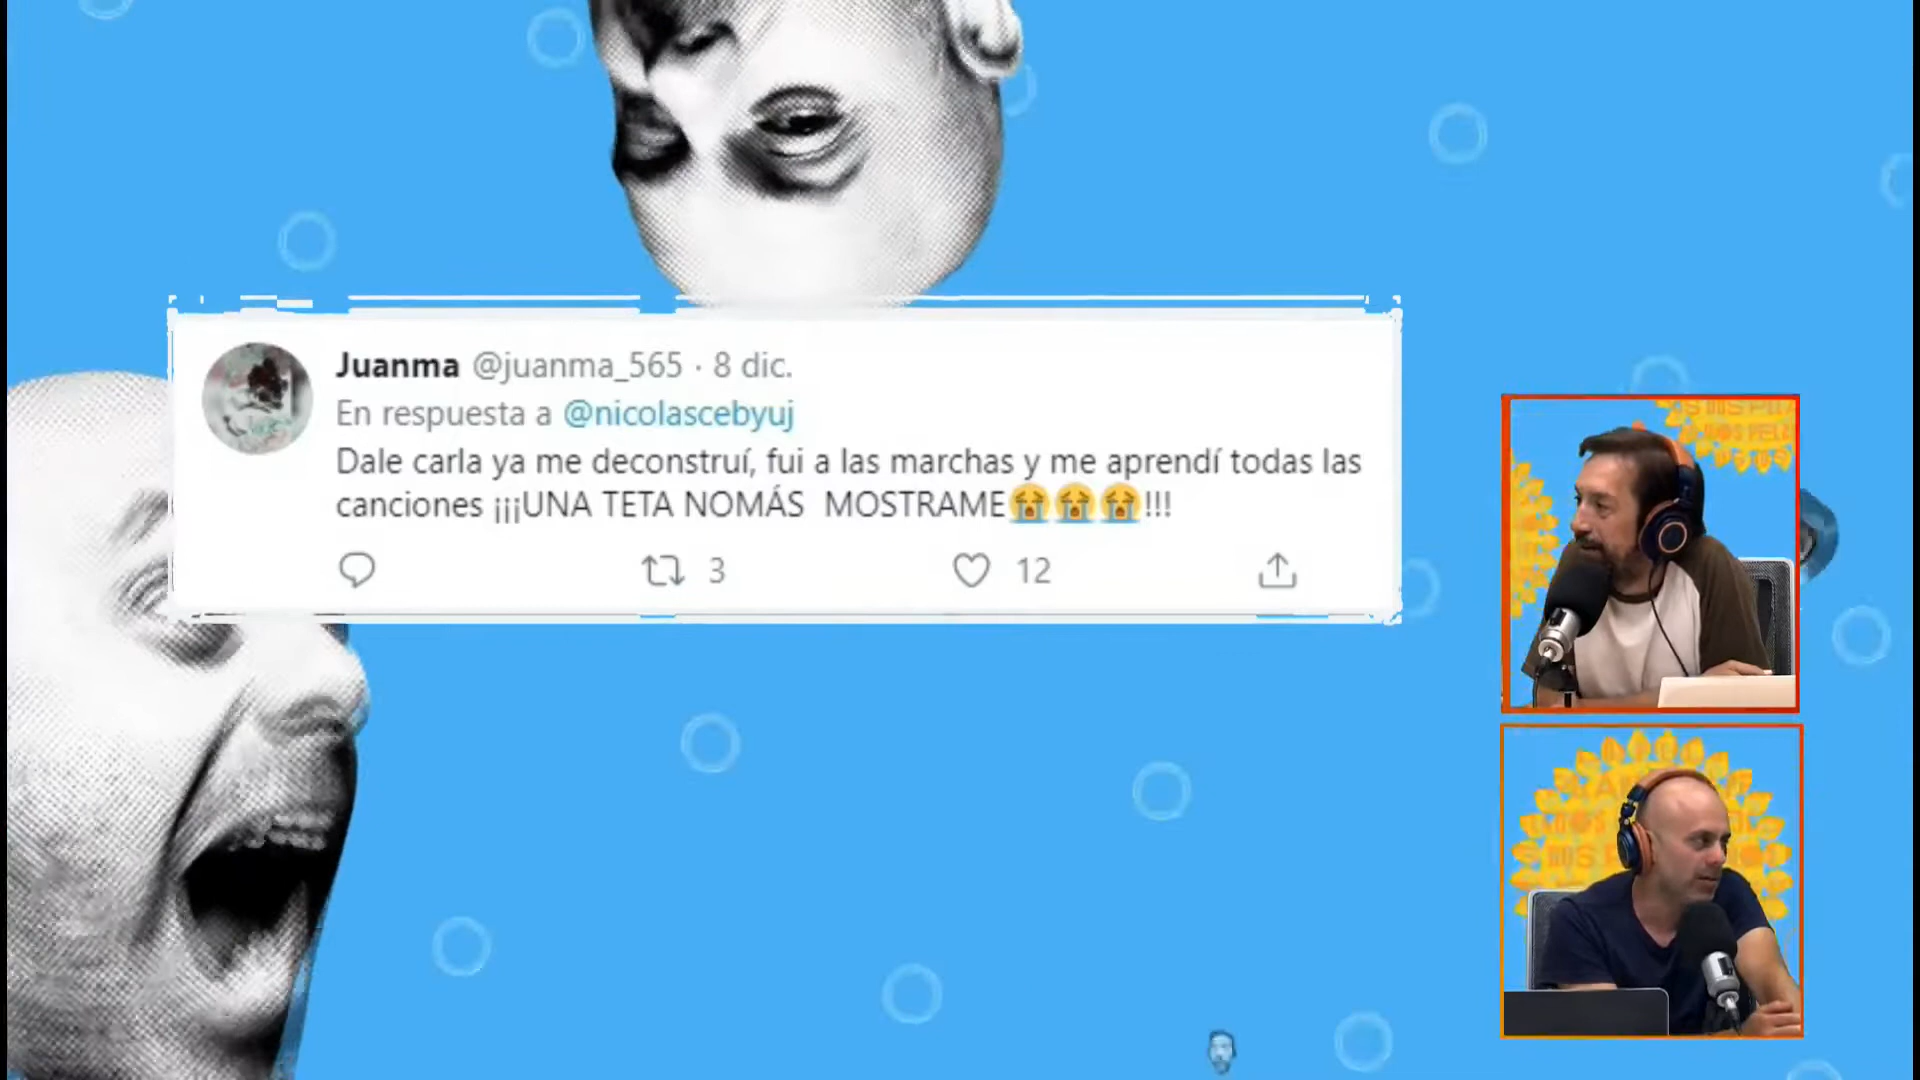 Juanma @juanma_565 · 8 dic.
En respuesta a @nicolascebyuj
Dale carla ya me deconstruí, fui a las marchas y me aprendí todas las
canciones ¡¡¡UNA TETA NOMÁS MOSTRAME😭😭😭!!!
3 12